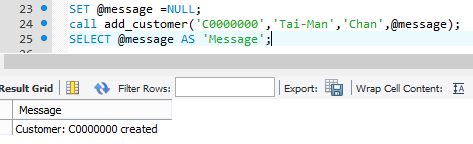 23 SET @message =NULL;
24 call add_customer('C0000000','Tai-Man','Chan',@message);
25 SELECT @message AS 'Message';
Result Grid Filter Rows: Export: Wrap Cell Content: IA
Message
Customer: C0000000 created